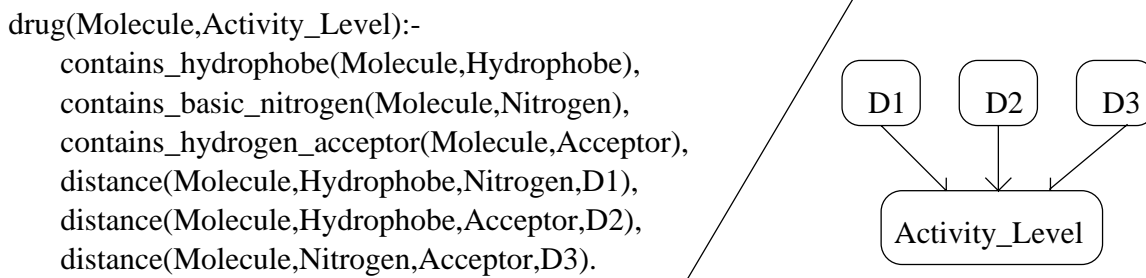 drug(Molecule,Activity_Level):-
contains_hydrophobe(Molecule,Hydrophobe),
contains_basic_nitrogen(Molecule,Nitrogen),
contains_hydrogen_acceptor(Molecule,Acceptor),
distance(Molecule,Hydrophobe,Nitrogen,D1),
distance(Molecule,Hydrophobe,Acceptor,D2),
distance(Molecule,Nitrogen,Acceptor,D3).
D1 D2 D3
Activity_Level